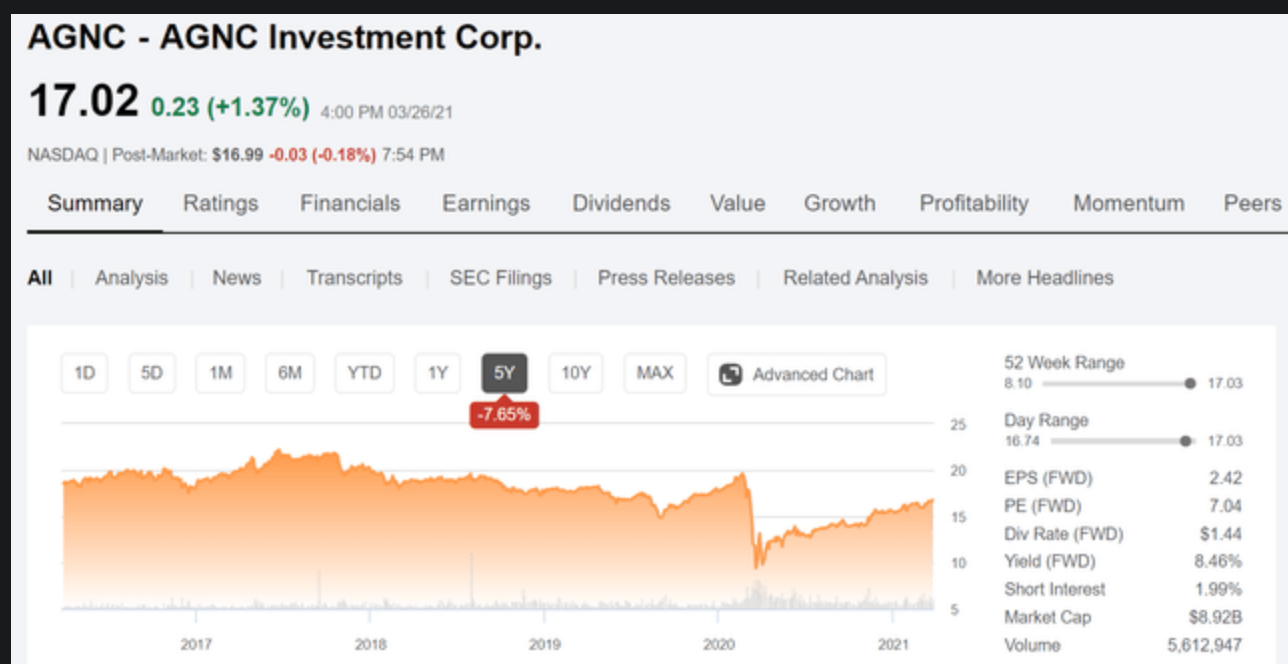 AGNC - AGNC Investment Corp.
17.02 0.23 (+1.37%) 4:00 PM 03/26/21
NASDAQ | Post-Market: $16.99 -0.03 (-0.18%) 7:54 PM
Summary Ratings Financials Earnings Dividends Value Growth Profitability Momentum Peers
All | Analysis | News | Transcripts | SEC Filings | Press Releases | Related Analysis | More Headlines
1D 5D 1M 6M YTD 1Y 5Y 10Y MAX Advanced Chart
-7.65%
25
20
15
10
5
2017 2018 2019 2020 2021
52 Week Range
8.10 17.03
Day Range
16.74 17.03
EPS (FWD) 2.42
PE (FWD) 7.04
Div Rate (FWD) $1.44
Yield (FWD) 8.46%
Short Interest 1.99%
Market Cap $8.92B
Volume 5,612,947